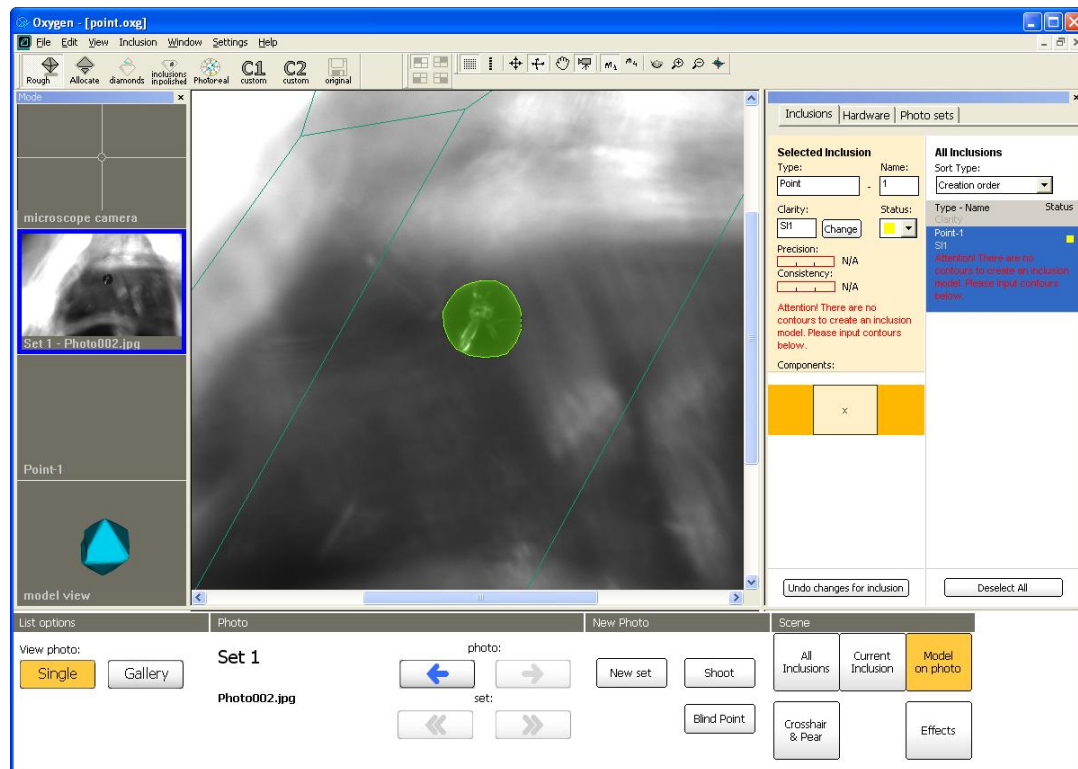 Oxygen - [point.oxg]
File Edit View Inclusion Window Settings Help
Rough Allocate diamonds inclusions in polished Photoreal C1 custom C2 custom original
Mode
microscope camera
Set 1 - Photo002.jpg
Point-1
model view
Inclusions Hardware Photo sets
Selected Inclusion
Type: Name:
Point - 1
Clarity: Status:
SI1 Change
Precision:
N/A
Consistency:
N/A
Attention! There are no
contours to create an inclusion
model. Please input contours
below.
Components:
x
Undo changes for inclusion
All Inclusions
Sort Type:
Creation order
Type - Name Status
Clarity
Point-1
SI1
Attention! There are no
contours to create an inclusion
model. Please input contours
below.
Deselect All
List options
View photo:
Single Gallery
Photo
Set 1
Photo002.jpg
photo:
set:
New Photo
New set Shoot
Blind Point
Scene
All Inclusions
Current Inclusion
Model on photo
Crosshair & Pear
Effects